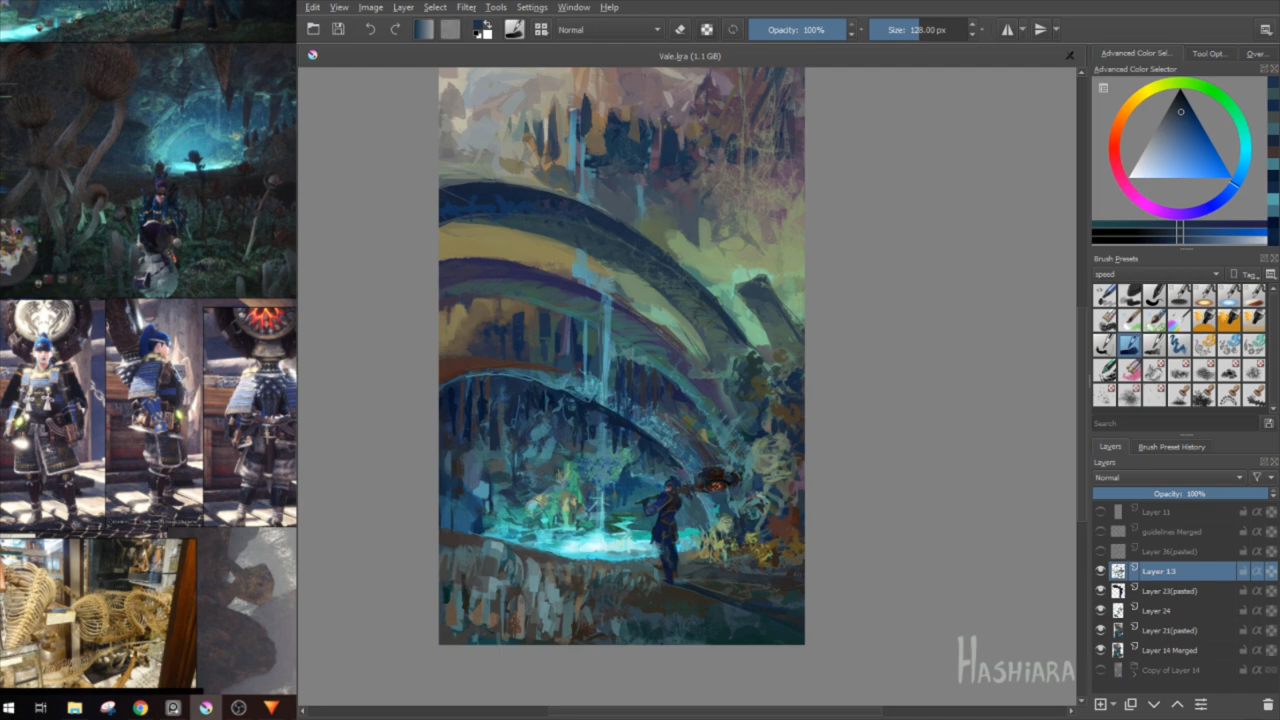 Edit View Image Layer Select Filter Tools Settings Window Help
Normal Opacity: 100% Size: 128.00 px
Vale.kra (1.1 GB)
Advanced Color Sel... Tool Opt... Over...
Advanced Color Selector
Brush Presets
speed Tag
Search
Layers Brush Preset History
Layers
Normal
Opacity: 100%
Layer 11
guidelines Merged
Layer 36(pasted)
Layer 13
Layer 23(pasted)
Layer 24
Layer 21(pasted)
Layer 14 Merged
Copy of Layer 14
HASHIARA